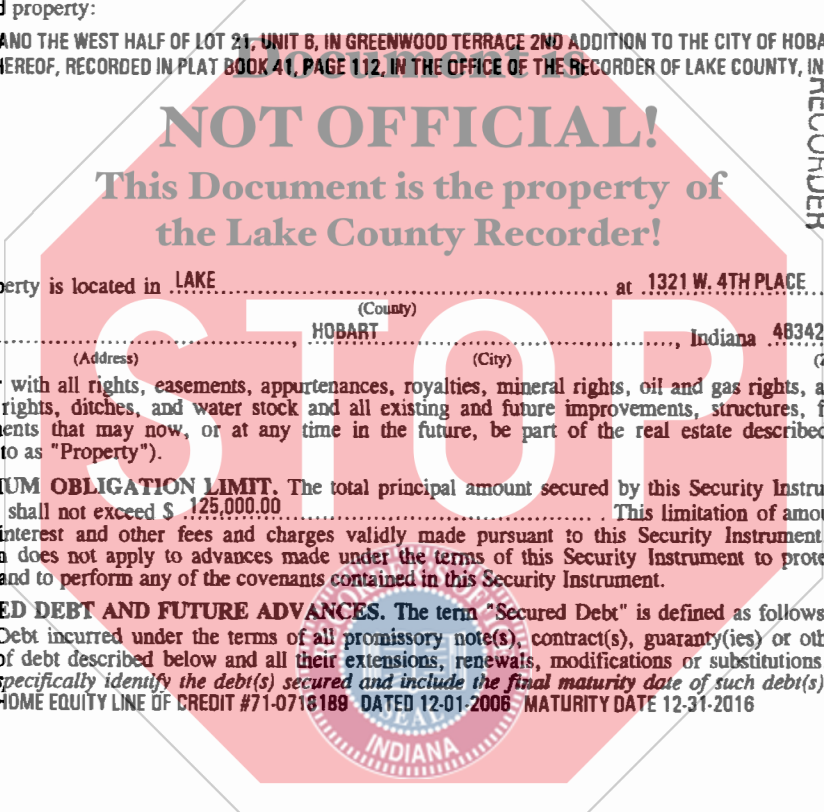 property:
AND THE WEST HALF OF LOT 21, UNIT 6, IN GREENWOOD TERRACE 2ND ADDITION TO THE CITY OF HOBA
EREOF, RECORDED IN PLAT BOOK 41, PAGE 112, IN THE OFFICE OF THE RECORDER OF LAKE COUNTY, IN
Document is
NOT OFFICIAL!
This Document is the property of
the Lake County Recorder!
RECORDER
STOP
erty is located in LAKE at 1321 W. 4TH PLACE
(County)
, HOBART , Indiana 46342
(Address) (City)
with all rights, easements, appurtenances, royalties, mineral rights, oil and gas rights, a
rights, ditches, and water stock and all existing and future improvements, structures, f
ents that may now, or at any time in the future, be part of the real estate described
to as "Property").
UM OBLIGATION LIMIT. The total principal amount secured by this Security Instru
shall not exceed $ 125,000.00 . This limitation of amou
interest and other fees and charges validly made pursuant to this Security Instrument
n does not apply to advances made under the terms of this Security Instrument to prote
and to perform any of the covenants contained in this Security Instrument.
ED DEBT AND FUTURE ADVANCES. The term "Secured Debt" is defined as follows
Debt incurred under the terms of all promissory note(s), contract(s), guaranty(ies) or oth
of debt described below and all their extensions, renewals, modifications or substitutions
specifically identify the debt(s) secured and include the final maturity date of such debt(s)
HOME EQUITY LINE OF CREDIT #71-0718189 DATED 12-01-2006 MATURITY DATE 12-31-2016
SEAL
INDIANA